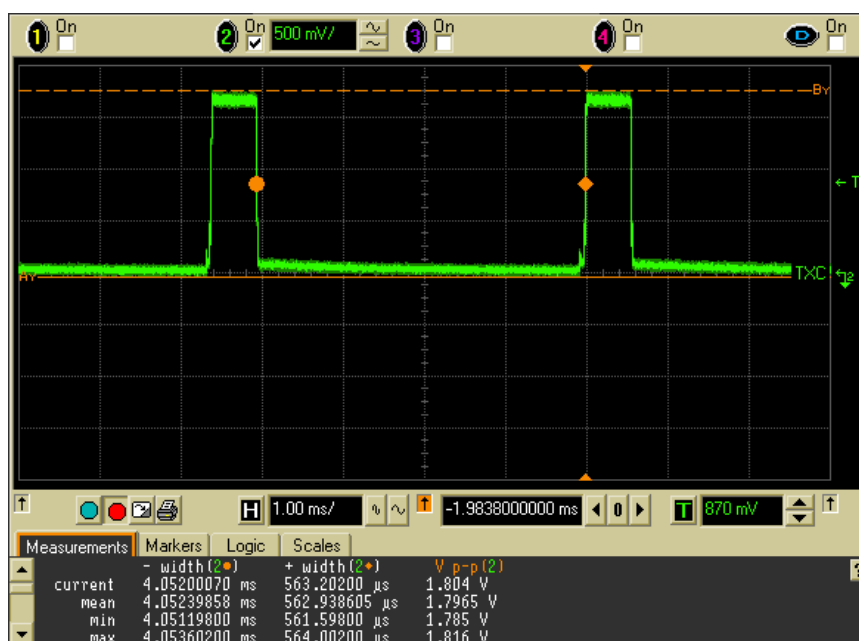 1 On 2 On 500 mV/ 3 On 4 On D On
BY
T
AY TXC! 2
H 1.00 ms/ -1.9838000000 ms 0 T 870 mV
Measurements Markers Logic Scales
- width(2●) + width(2◆) V p-p(2)
current 4.05200070 ms 563.20200 µs 1.804 V
mean 4.05239858 ms 562.938605 µs 1.7965 V
min 4.05119800 ms 561.59800 µs 1.785 V
max 4.05360200 ms 564.00200 µs 1.816 V